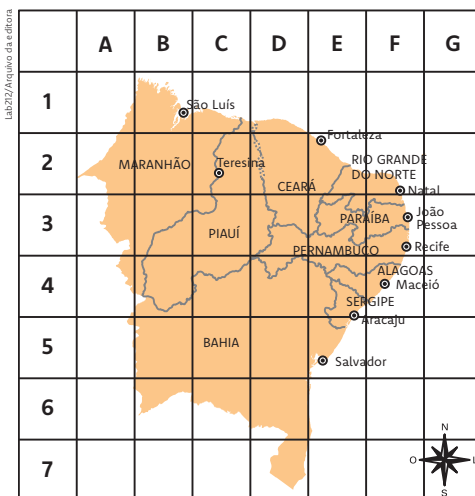 Lab212/Arquivo da editora
A B C D E F G
1
São Luís
Fortaleza
2
MARANHÃO
Teresina
RIO GRANDE
DO NORTE
CEARÁ
Natal
3
PARAÍBA
João
Pessoa
PIAUÍ
Recife
PERNAMBUCO
4
ALAGOAS
Maceió
SERGIPE
Aracaju
5
BAHIA
Salvador
6
7
N
O L
S